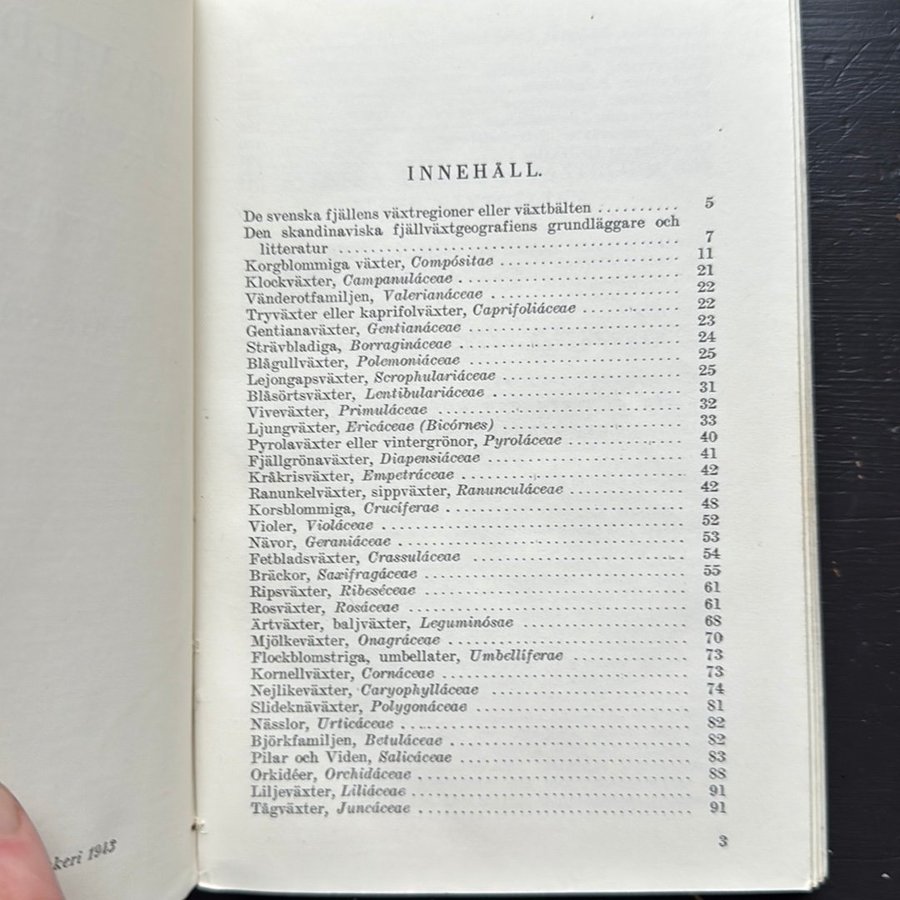 INNEHÅLL.
De svenska fjällens växtregioner eller växtbälten .......... 5
Den skandinaviska fjällväxtgeografiens grundläggare och
litteratur .......... 7
Korgblommiga växter, Compósitae .......... 11
Klockväxter, Campanuláceae .......... 21
Vänderotfamiljen, Valerianáceae .......... 22
Tryväxter eller kaprifolväxter, Caprifoliáceae .......... 22
Gentianaväxter, Gentianáceae .......... 23
Strävbladiga, Borragináceae .......... 24
Blågullväxter, Polemoniáceae .......... 25
Lejongapsväxter, Scrophulariáceae .......... 25
Bläsörtsväxter, Lentibulariáceae .......... 31
Viveväxter, Primuláceae .......... 32
Ljungväxter, Ericáceae (Bicórnes) .......... 33
Pyrolaväxter eller vintergrönor, Pyroláceae .......... 40
Fjällgrönaväxter, Diapensiáceae .......... 41
Kråkrisväxter, Empetráceae .......... 42
Ranunkelväxter, sippväxter, Ranunculáceae .......... 42
Korsblommiga, Crucíferae .......... 48
Violer, Violáceae .......... 52
Nävor, Geraniáceae .......... 53
Fetbladsväxter, Crassuláceae .......... 54
Bräckor, Saxifragáceae .......... 55
Ripsväxter, Ribeséceae .......... 61
Rosväxter, Rosáceae .......... 61
Ärtväxter, baljväxter, Leguminósae .......... 68
Mjölkeväxter, Onagráceae .......... 70
Flockblomstriga, umbellater, Umbellíferae .......... 73
Kornellväxter, Cornáceae .......... 73
Nejlikeväxter, Caryophylláceae .......... 74
Slideknäväxter, Polygonáceae .......... 81
Nässlor, Urticáceae .......... 82
Björkfamiljen, Betuláceae .......... 82
Pilar och Viden, Salicáceae .......... 83
Orkidéer, Orchidáceae .......... 88
Liljeväxter, Liliáceae .......... 91
Tågväxter, Juncáceae .......... 91
3
keri 1943